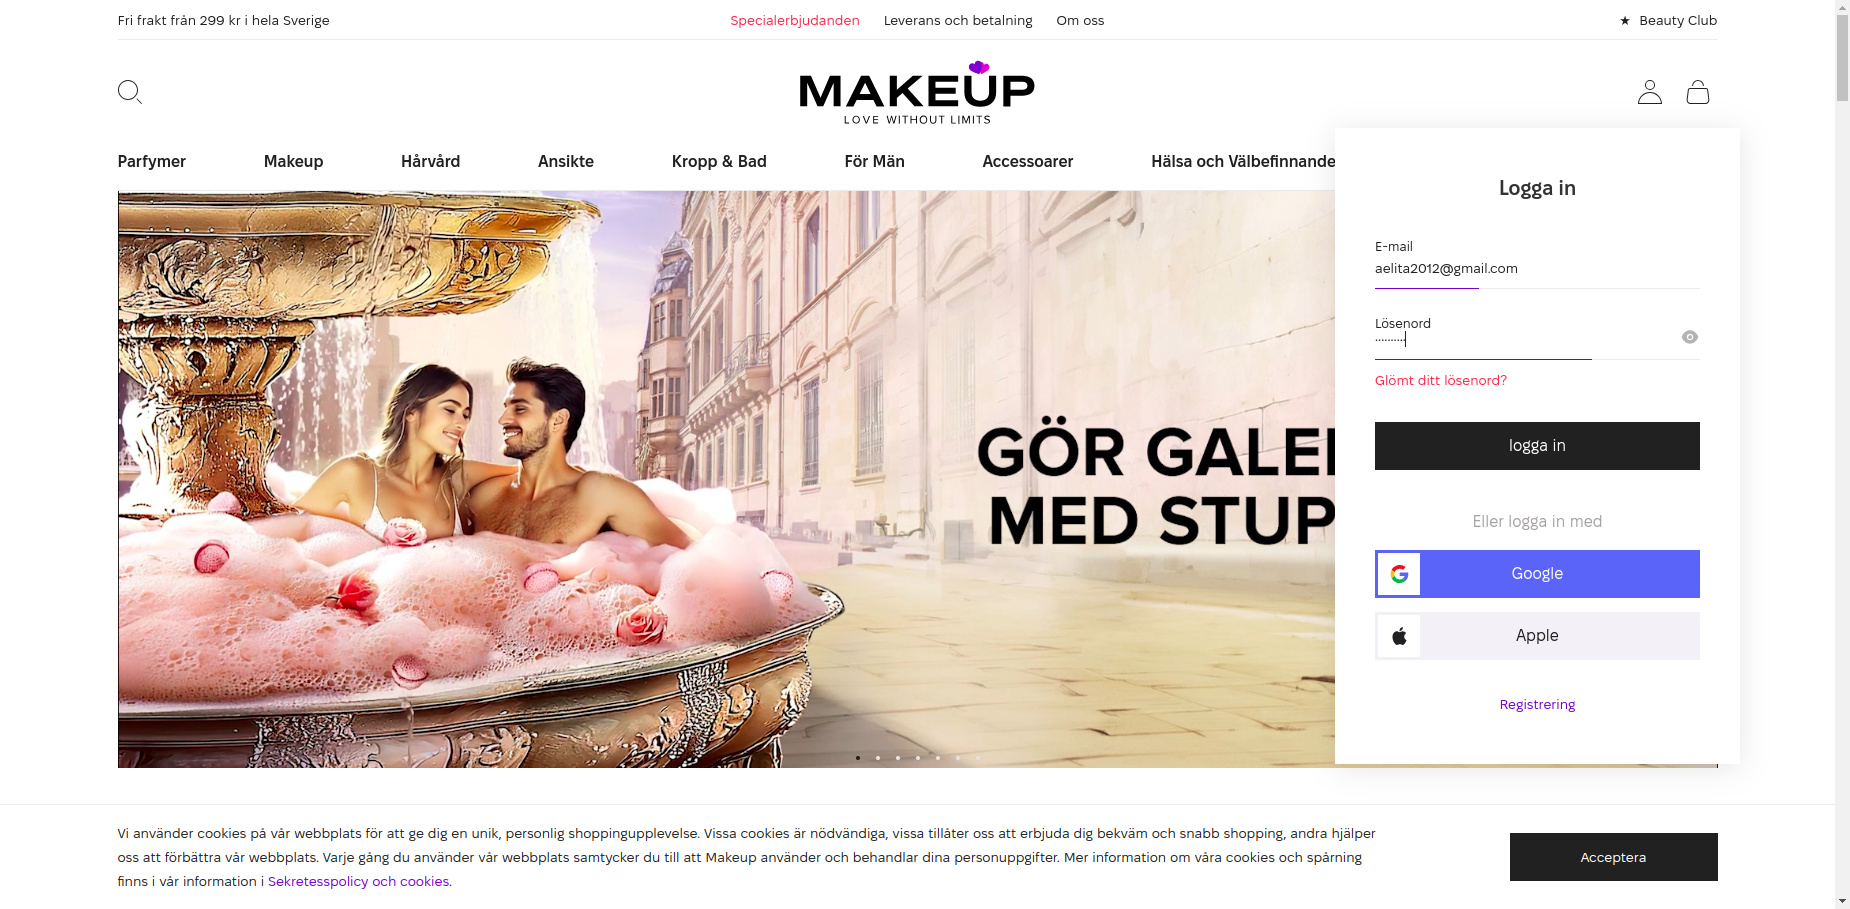 Fri frakt från 299 kr i hela Sverige
Specialerbjudanden
Leverans och betalning
Om oss
★ Beauty Club
MAKEUP
LOVE WITHOUT LIMITS
Parfymer
Makeup
Hårvård
Ansikte
Kropp & Bad
För Män
Accessoarer
Hälsa och Välbefinnande
GÖR GALE
MED STUP
Logga in
E-mail
aelita2012@gmail.com
Lösenord
Glömt ditt lösenord?
logga in
Eller logga in med
Google
Apple
Registrering
Vi använder cookies på vår webbplats för att ge dig en unik, personlig shoppingupplevelse. Vissa cookies är nödvändiga, vissa tillåter oss att erbjuda dig bekväm och snabb shopping, andra hjälper
oss att förbättra vår webbplats. Varje gång du använder vår webbplats samtycker du till att Makeup använder och behandlar dina personuppgifter. Mer information om våra cookies och spårning
finns i vår information i Sekretesspolicy och cookies.
Acceptera